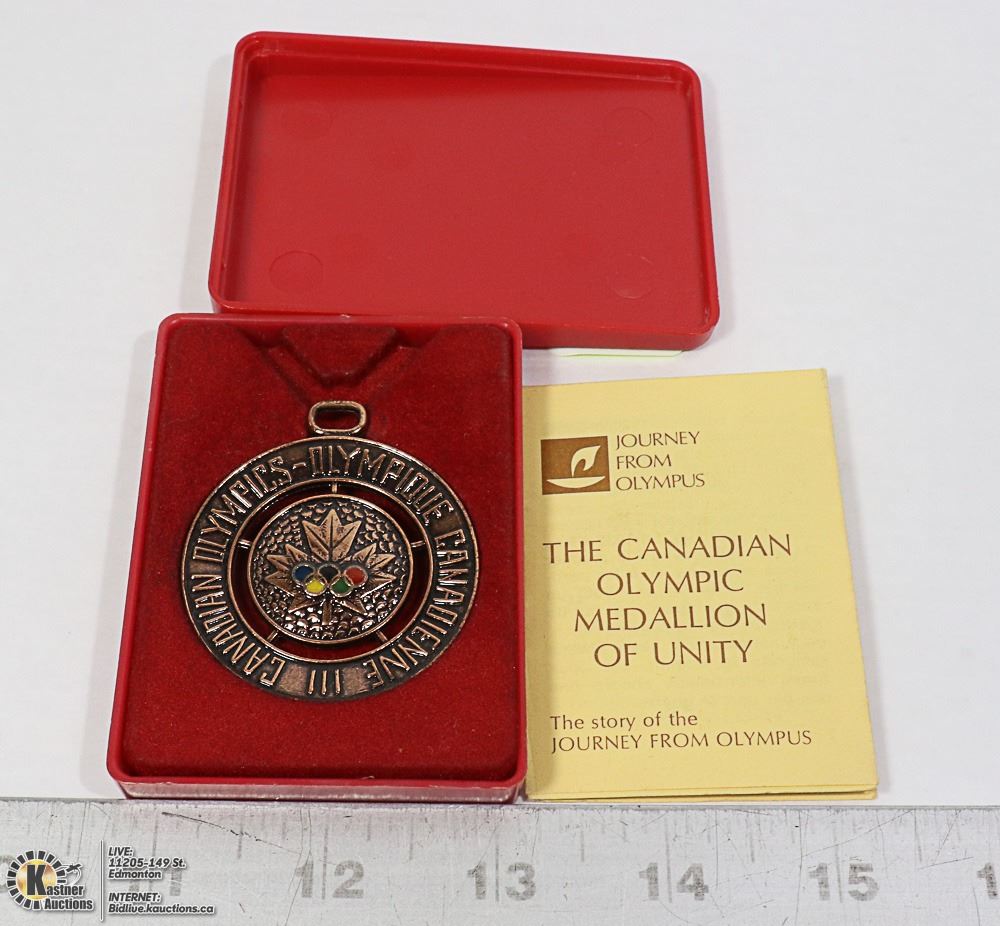 CANADIAN OLYMPICS-OLYMPIQUE CANADIENNE III
JOURNEY
FROM
OLYMPUS
THE CANADIAN
OLYMPIC
MEDALLION
OF UNITY
The story of the
JOURNEY FROM OLYMPUS
11 12 13 14 15
Kastner
Auctions
LIVE:
11205-149 St.
Edmonton
INTERNET:
Bidlive.kauctions.ca